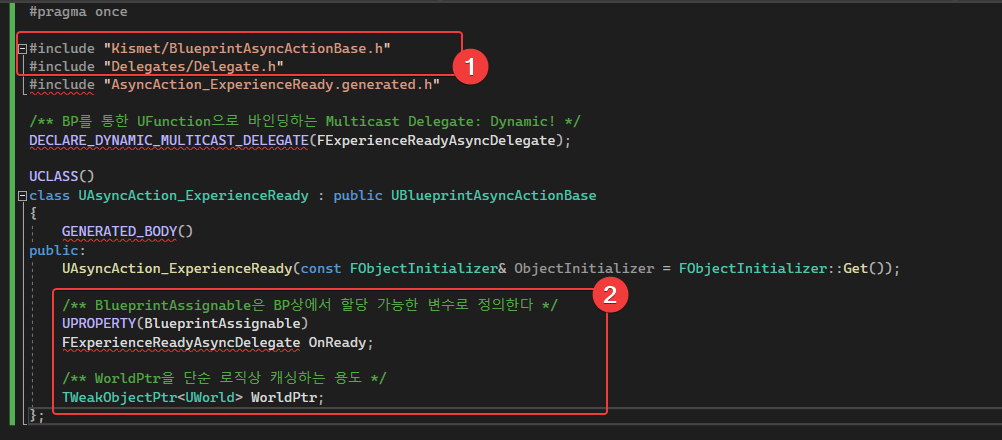 #pragma once
#include "Kismet/BlueprintAsyncActionBase.h"
#include "Delegates/Delegate.h"
1
#include "AsyncAction_ExperienceReady.generated.h"
/** BP를 통한 UFunction으로 바인딩하는 Multicast Delegate: Dynamic! */
DECLARE_DYNAMIC_MULTICAST_DELEGATE(FExperienceReadyAsyncDelegate);
UCLASS()
class UAsyncAction_ExperienceReady : public UBlueprintAsyncActionBase
{
GENERATED_BODY()
public:
UAsyncAction_ExperienceReady(const FObjectInitializer& ObjectInitializer = FObjectInitializer::Get());
2
/** BlueprintAssignable은 BP상에서 할당 가능한 변수로 정의한다 */
UPROPERTY(BlueprintAssignable)
FExperienceReadyAsyncDelegate OnReady;
/** WorldPtr을 단순 로직상 캐싱하는 용도 */
TWeakObjectPtr<UWorld> WorldPtr;
};